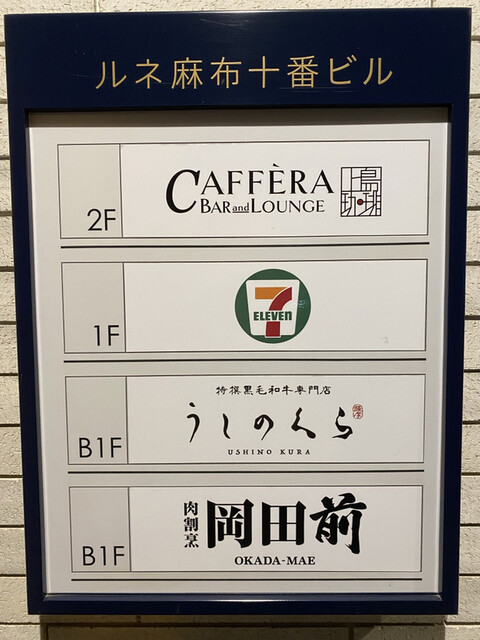 ルネ麻布十番ビル
2F
CAFFÈRA
BAR and LOUNGE
上島
珈琲
1F
7
ELEVEN
B1F
特撰黒毛和牛専門店
うしのくら
USHINO KURA
B1F
肉割烹
岡田前
OKADA-MAE